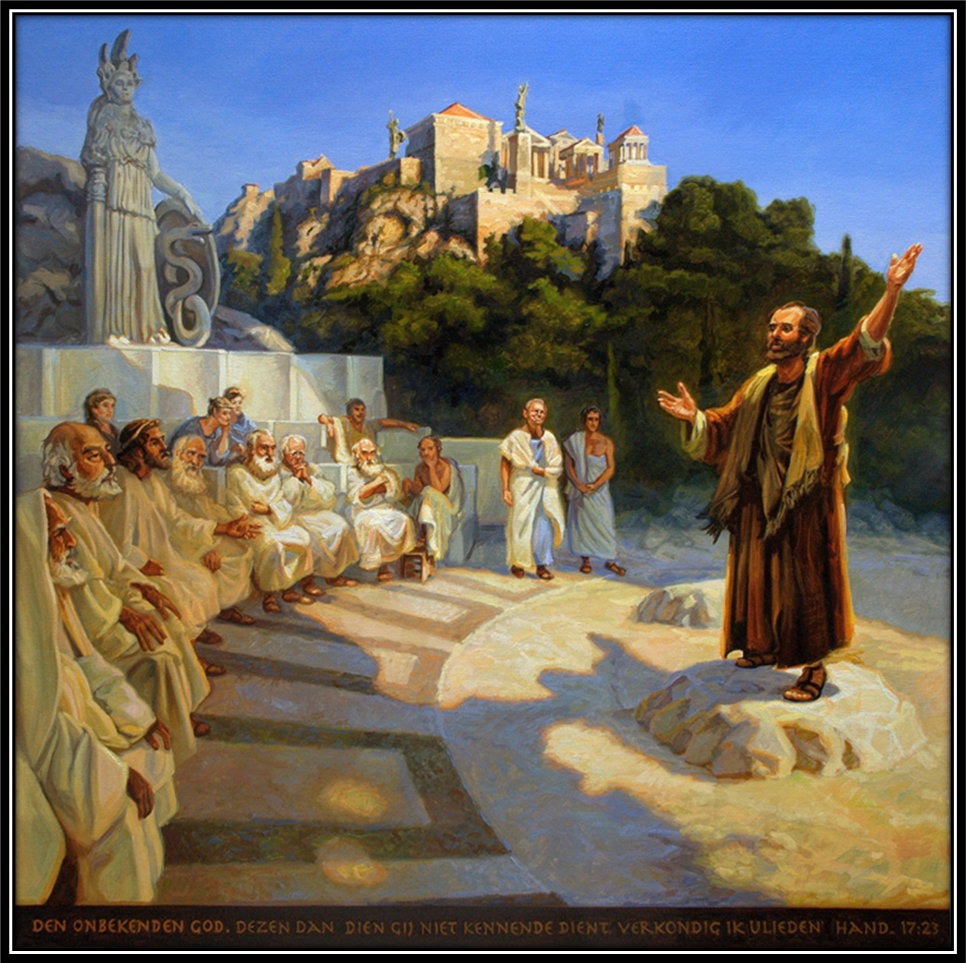 DEN ONBEKENDEN GOD. DEZEN DAN DIEN GIJ NIET KENNENDE DIENT. VERKONDIG IK ULIEDEN HAND. 17:23